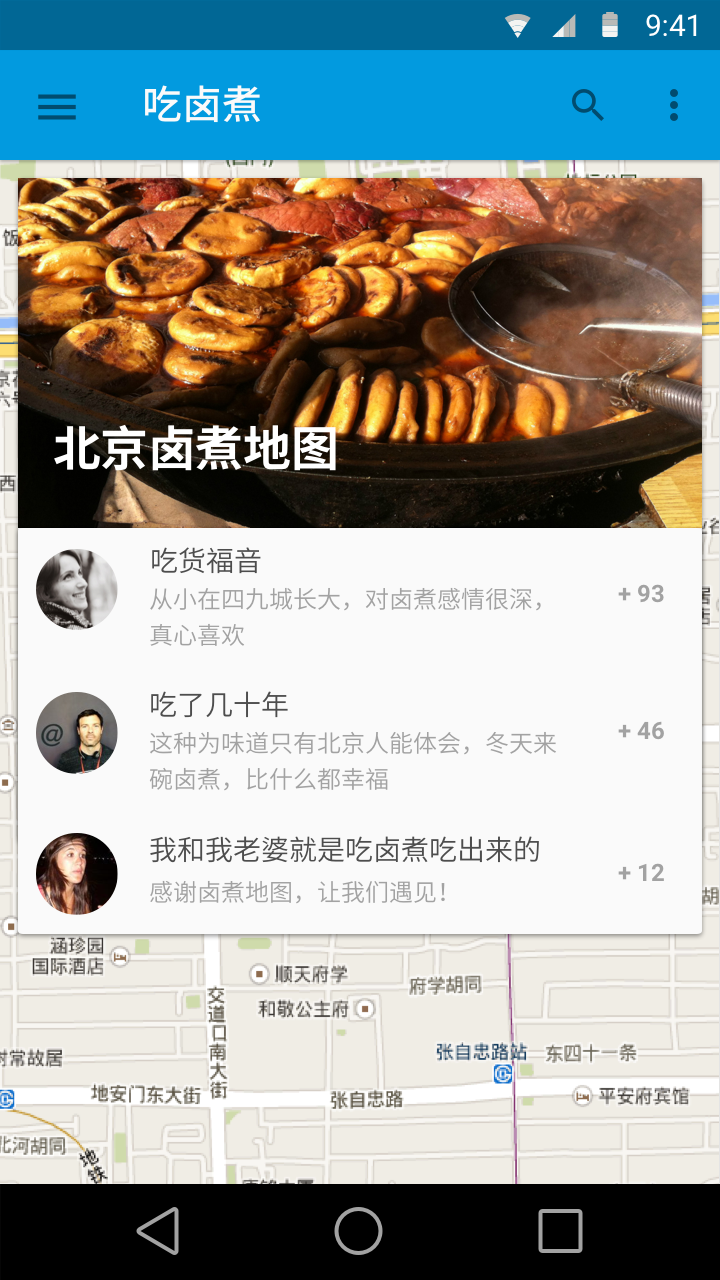 9:41
吃卤煮
饭
西
北京卤煮地图
吃货福音
从小在四九城长大，对卤煮感情很深，
真心喜欢
+ 93
吃了几十年
这种为味道只有北京人能体会，冬天来
碗卤煮，比什么都幸福
+ 46
我和我老婆就是吃卤煮吃出来的
感谢卤煮地图，让我们遇见！
+ 12
涵珍园
国际酒店
顺天府学
府学胡同
和敬公主府
交道口南大街
张自忠路站
东四十一条
常故居
地安门东大街
张自忠路
平安府宾馆
北河胡同
地铁